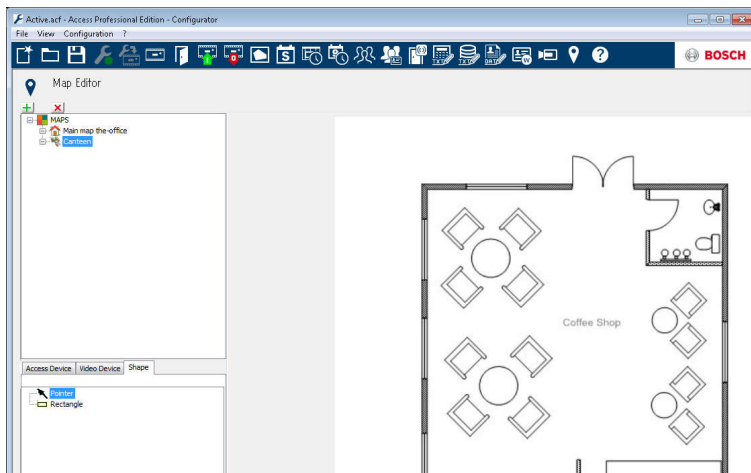 Active.acf - Access Professional Edition - Configurator
File View Configuration ?
BOSCH
Map Editor
MAPS
Main map the-office
Canteen
Coffee Shop
Access Device Video Device Shape
Pointer
Rectangle